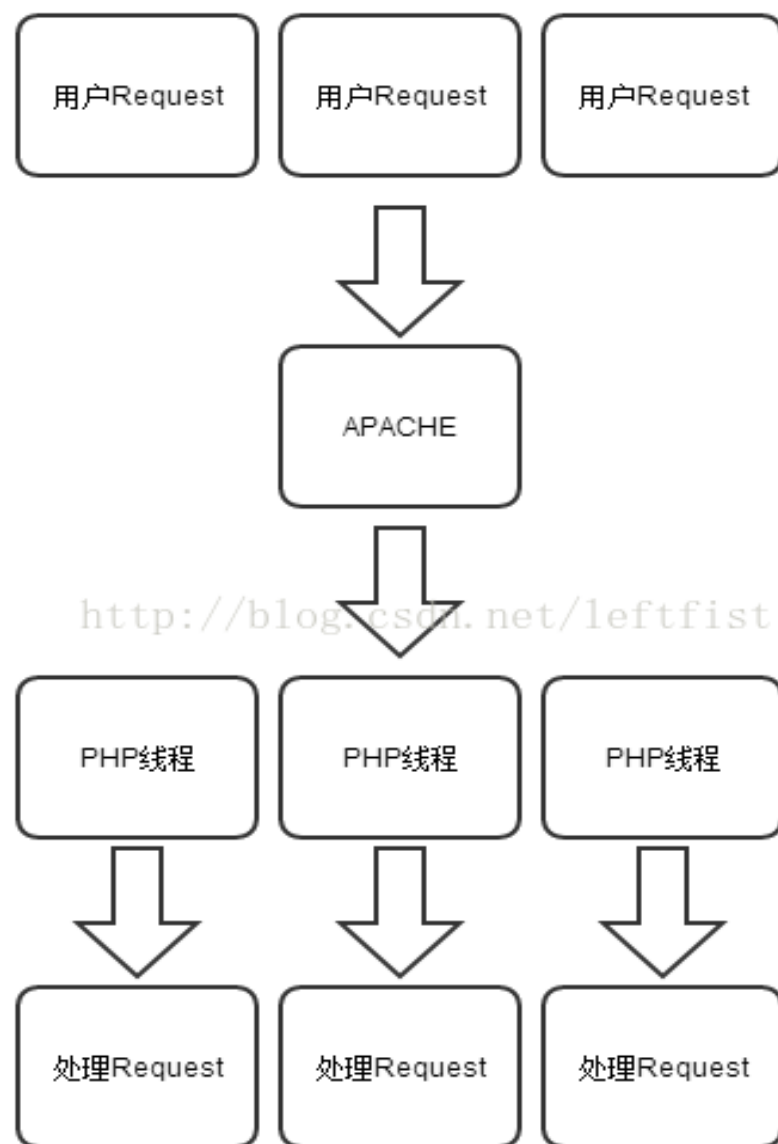 用户Request
用户Request
用户Request
APACHE
http://blog.csdn.net/leftfist
PHP线程
PHP线程
PHP线程
处理Request
处理Request
处理Request